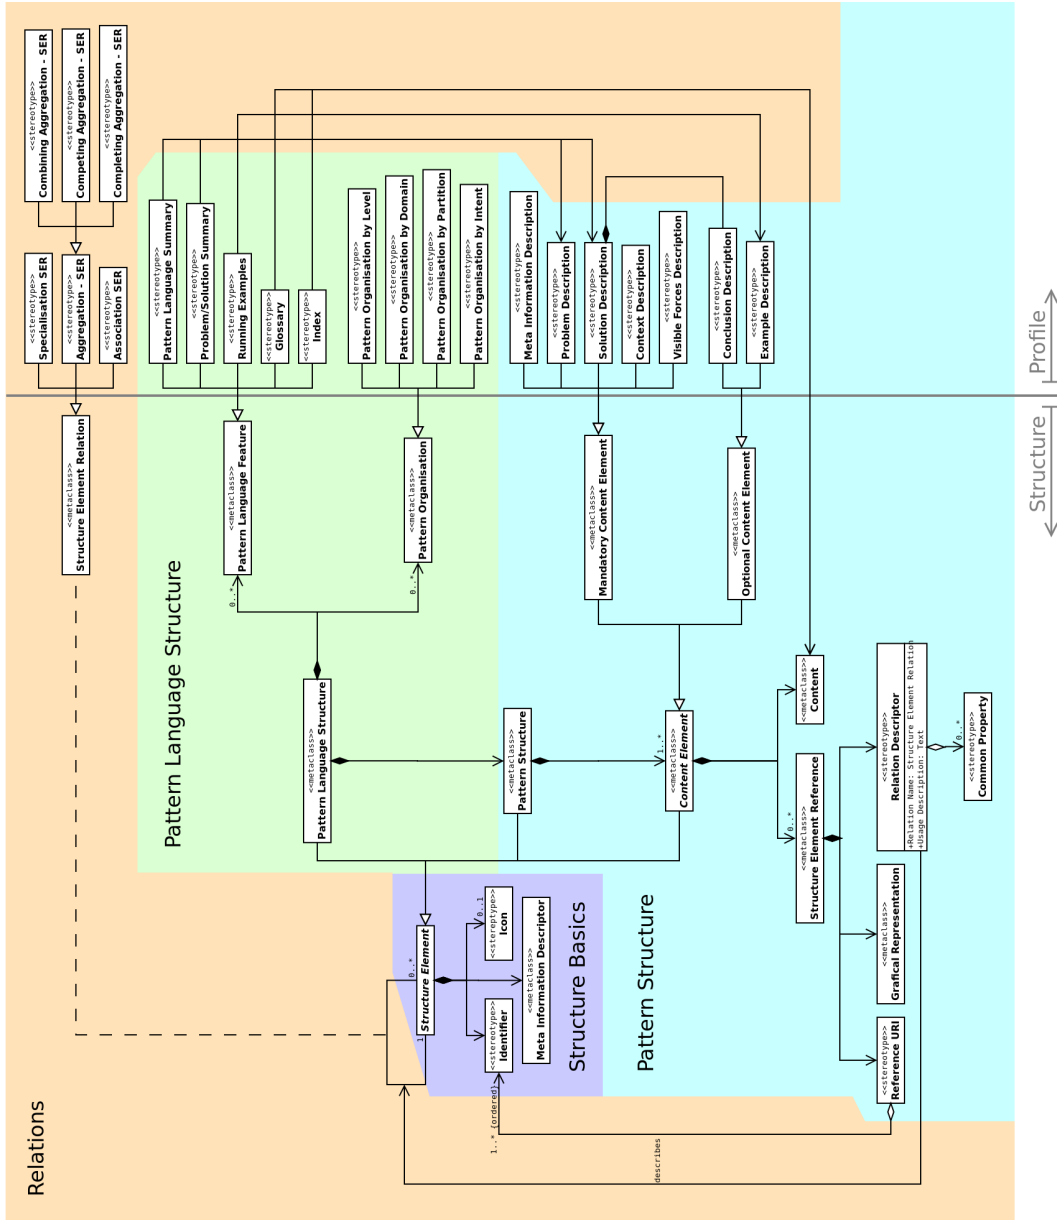 Relations
<<metaclass>>
Structure Element Relation
<<stereotype>>
Specialisation SER
<<stereotype>>
Aggregation - SER
<<stereotype>>
Association SER
<<stereotype>>
Combining Aggregation - SER
<<stereotype>>
Competing Aggregation - SER
<<stereotype>>
Completing Aggregation - SER
Pattern Language Structure
<<metaclass>>
Pattern Language Structure
0..*
<<metaclass>>
Pattern Language Feature
0..*
<<metaclass>>
Pattern Organisation
<<stereotype>>
Pattern Language Summary
<<stereotype>>
Problem/Solution Summary
<<stereotype>>
Running Examples
<<stereotype>>
Glossary
<<stereotype>>
Index
<<stereotype>>
Pattern Organisation by Level
<<stereotype>>
Pattern Organisation by Domain
<<stereotype>>
Pattern Organisation by Partition
<<stereotype>>
Pattern Organisation by Intent
0..*
1
Structure Element
<<stereotype>>
Identifier
0..1
<<stereptype>>
Icon
<<metaclass>>
Meta Information Descriptor
Structure Basics
1..* {ordered}
Pattern Structure
<<metaclass>>
Pattern Structure
1..*
<<metaclass>>
Content Element
<<metaclass>>
Mandatory Content Element
<<metaclass>>
Optional Content Element
<<stereotype>>
Meta Information Description
<<stereotype>>
Problem Description
<<stereotype>>
Solution Description
<<stereotype>>
Context Description
<<stereotype>>
Visible Forces Description
<<stereotype>>
Conclusion Description
<<stereotype>>
Example Description
0..*
<<metaclass>>
Structure Element Reference
<<metaclass>>
Content
<<stereotype>>
Reference URI
<<metaclass>>
Grafical Representation
<<stereotype>>
Relation Descriptor
+Relation Name: Structure Element Relation
+Usage Description: Text
0..*
<<stereotype>>
Common Property
describes
Structure
Profile